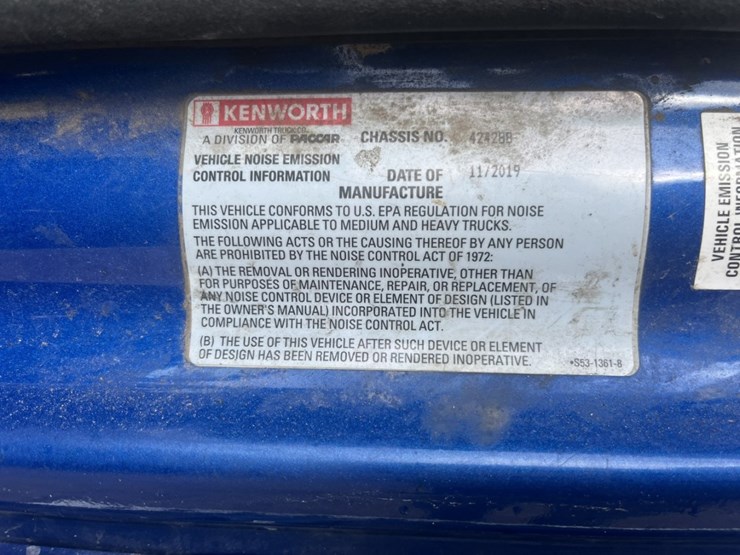 KENWORTH
A DIVISION OF PACCAR
CHASSIS NO.
VEHICLE NOISE EMISSION
CONTROL INFORMATION
DATE OF
MANUFACTURE
11/2019
THIS VEHICLE CONFORMS TO U.S. EPA REGULATION FOR NOISE
EMISSION APPLICABLE TO MEDIUM AND HEAVY TRUCKS.
THE FOLLOWING ACTS OR THE CAUSING THEREOF BY ANY PERSON
ARE PROHIBITED BY THE NOISE CONTROL ACT OF 1972:
(A) THE REMOVAL OR RENDERING INOPERATIVE, OTHER THAN
FOR PURPOSES OF MAINTENANCE, REPAIR, OR REPLACEMENT, OF
ANY NOISE CONTROL DEVICE OR ELEMENT OF DESIGN (LISTED IN
THE OWNER'S MANUAL) INCORPORATED INTO THE VEHICLE IN
COMPLIANCE WITH THE NOISE CONTROL ACT.
(B) THE USE OF THIS VEHICLE AFTER SUCH DEVICE OR ELEMENT
OF DESIGN HAS BEEN REMOVED OR RENDERED INOPERATIVE.
•S53-1361-B
VEHICLE EMISSION
CONTROL INFORMATION